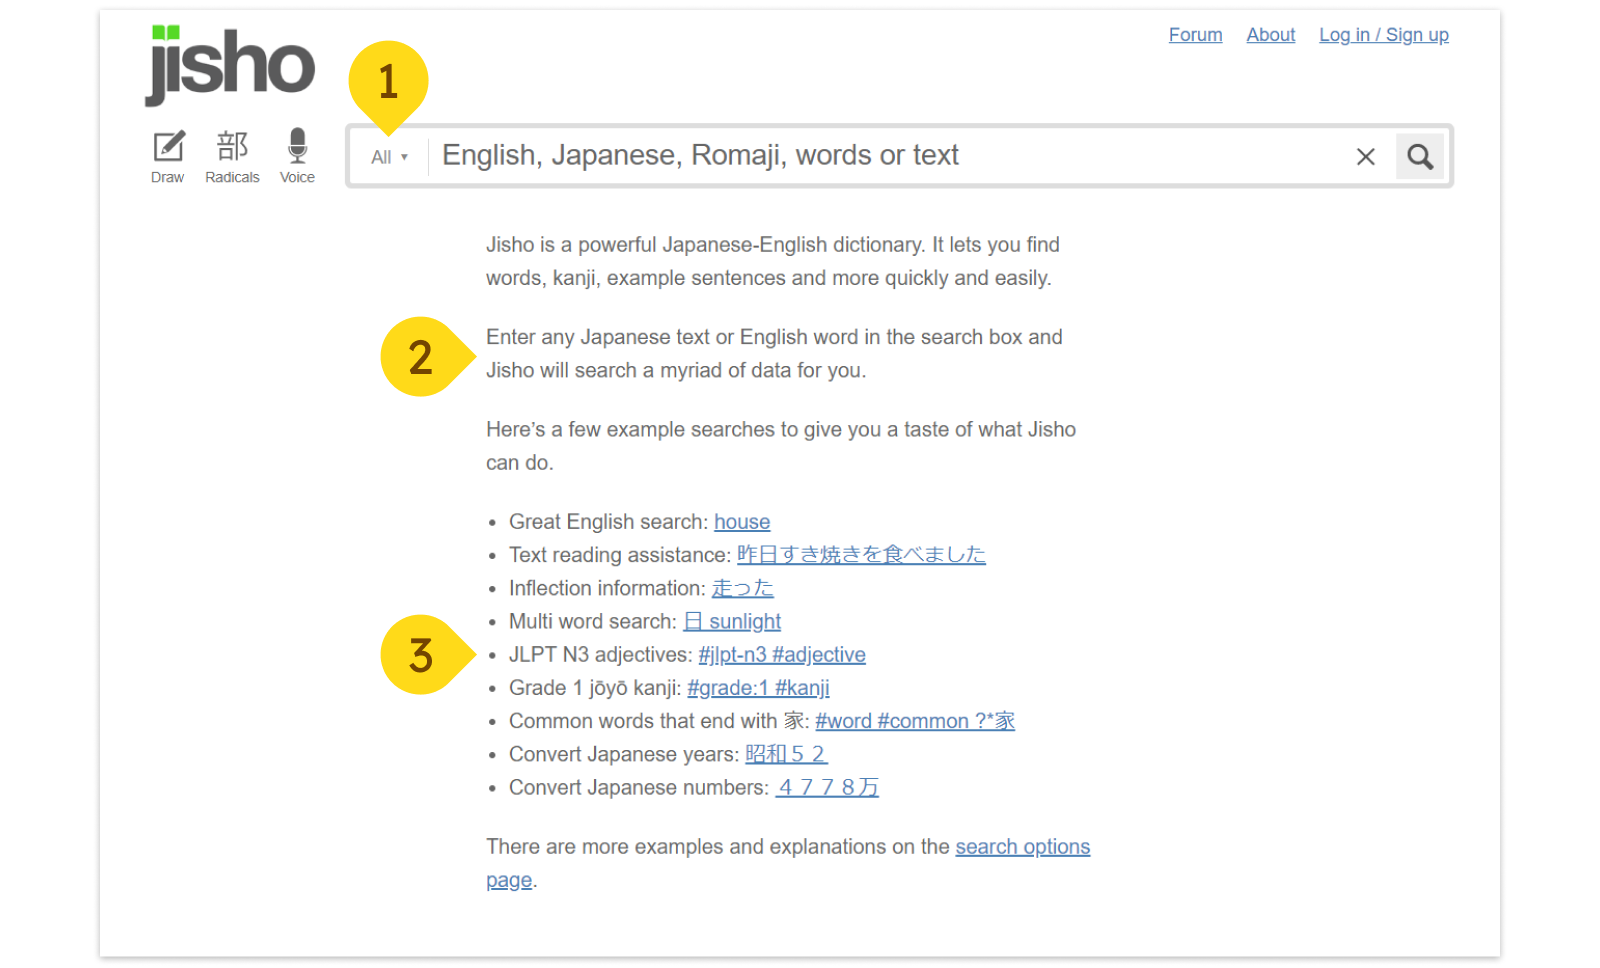 jisho
Forum About Log in / Sign up
1
Draw 部 Radicals Voice
All ▾ English, Japanese, Romaji, words or text
Jisho is a powerful Japanese-English dictionary. It lets you find
words, kanji, example sentences and more quickly and easily.
2
Enter any Japanese text or English word in the search box and
Jisho will search a myriad of data for you.
Here’s a few example searches to give you a taste of what Jisho
can do.
• Great English search: house
• Text reading assistance: 昨日すき焼きを食べました
• Inflection information: 走った
• Multi word search: 日 sunlight
3
• JLPT N3 adjectives: #jlpt-n3 #adjective
• Grade 1 jōyō kanji: #grade:1 #kanji
• Common words that end with 家: #word #common ?*家
• Convert Japanese years: 昭和５２
• Convert Japanese numbers: ４７７８万
There are more examples and explanations on the search options
page.